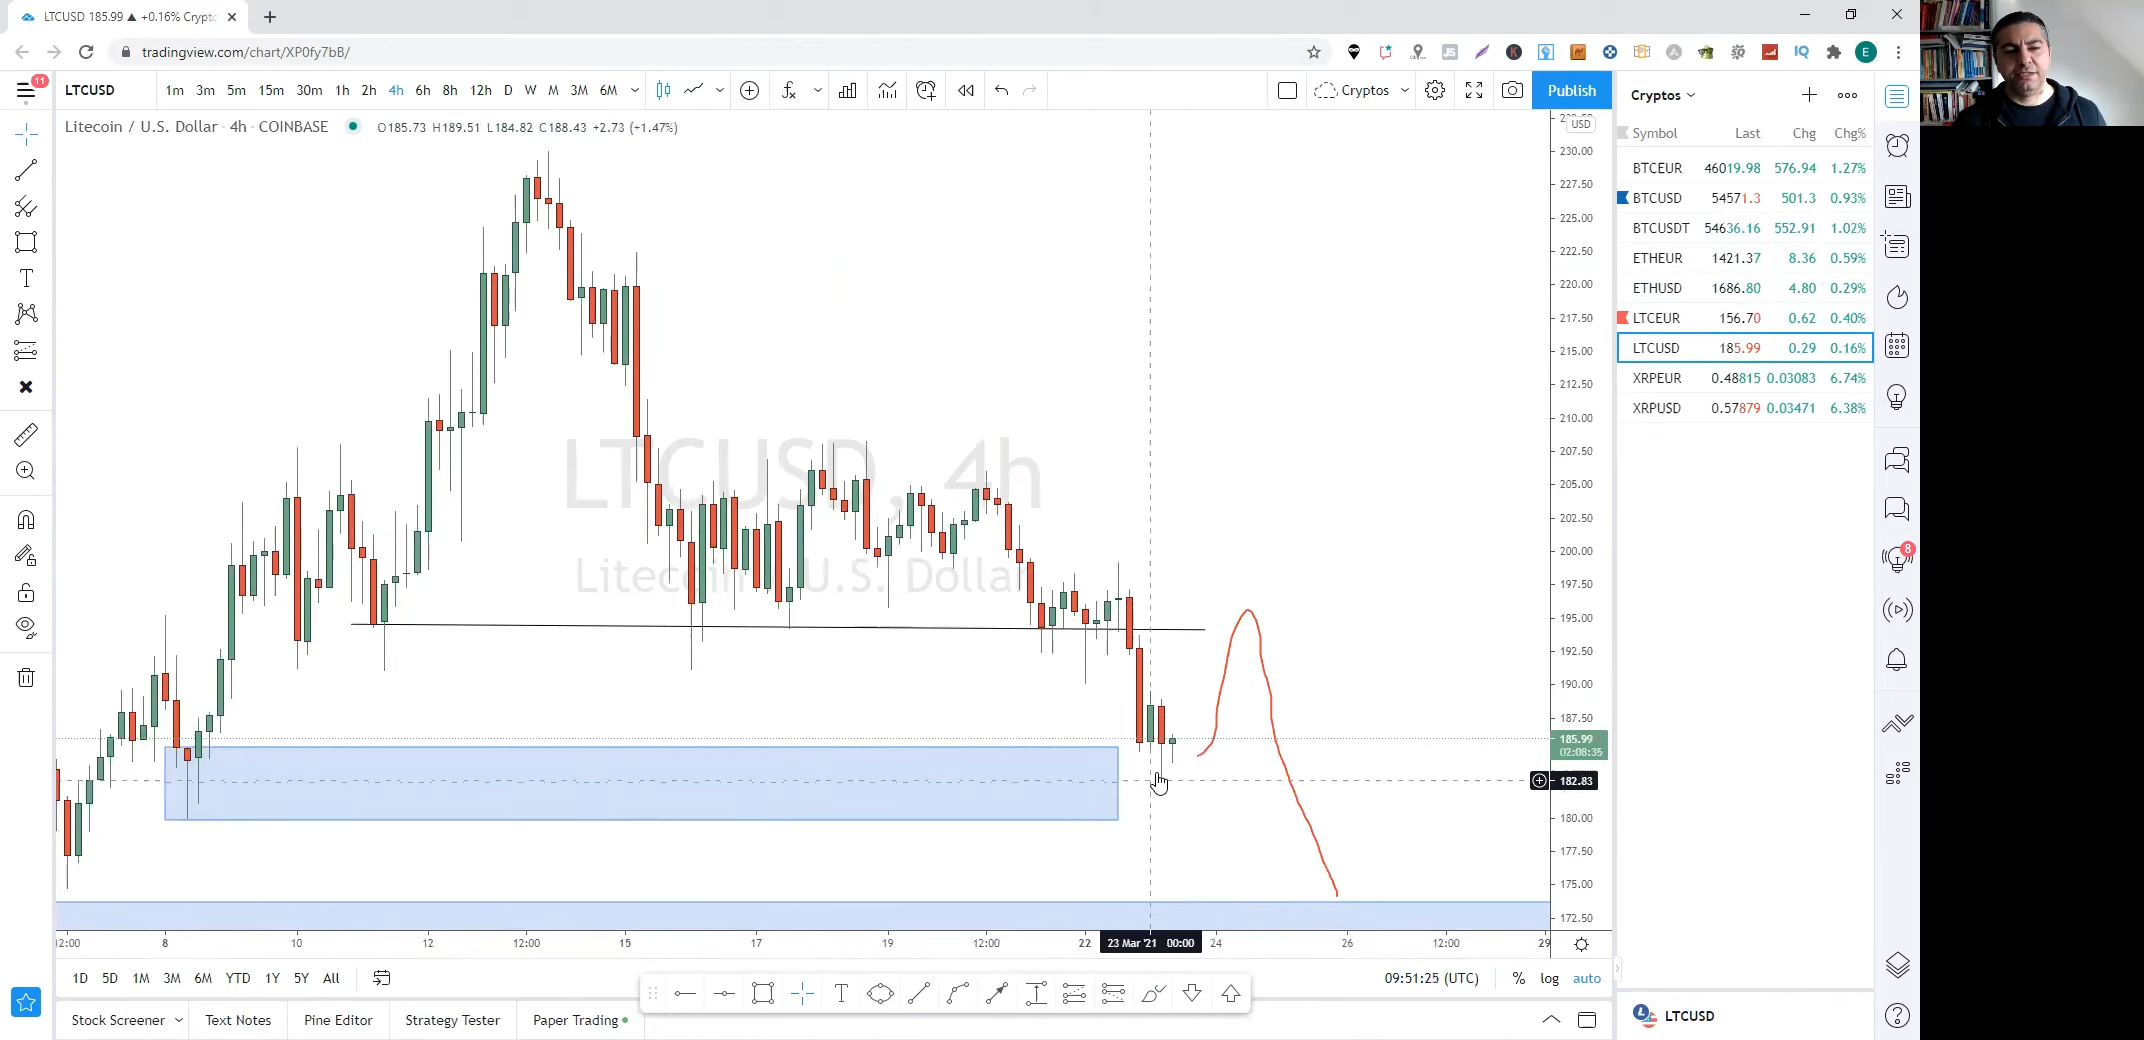 LTCUSD 185.99 ▲ +0.16% Crypto
tradingview.com/chart/XP0fy7bB/
11
LTCUSD 1m 3m 5m 15m 30m 1h 2h 4h 6h 8h 12h D W M 3M 6M Cryptos Publish
Litecoin / U.S. Dollar · 4h · COINBASE O185.73 H189.51 L184.82 C188.43 +2.73 (+1.47%)
USD
230.00
227.50
225.00
222.50
220.00
217.50
215.00
212.50
210.00
207.50
205.00
202.50
200.00
197.50
195.00
192.50
190.00
187.50
185.99
02:08:35
182.83
180.00
177.50
175.00
172.50
LTCUSD, 4h
Litecoin / U.S. Dollar
12:00 8 10 12 12:00 15 17 19 12:00 22 23 Mar '21 00:00 24 26 12:00 29
1D 5D 1M 3M 6M YTD 1Y 5Y All 09:51:25 (UTC) % log auto
Stock Screener Text Notes Pine Editor Strategy Tester Paper Trading
Cryptos
Symbol Last Chg Chg%
BTCEUR 46019.98 576.94 1.27%
BTCUSD 54571.3 501.3 0.93%
BTCUSDT 54636.16 552.91 1.02%
ETHEUR 1421.37 8.36 0.59%
ETHUSD 1686.80 4.80 0.29%
LTCEUR 156.70 0.62 0.40%
LTCUSD 185.99 0.29 0.16%
XRPEUR 0.48815 0.03083 6.74%
XRPUSD 0.57879 0.03471 6.38%
8
LTCUSD